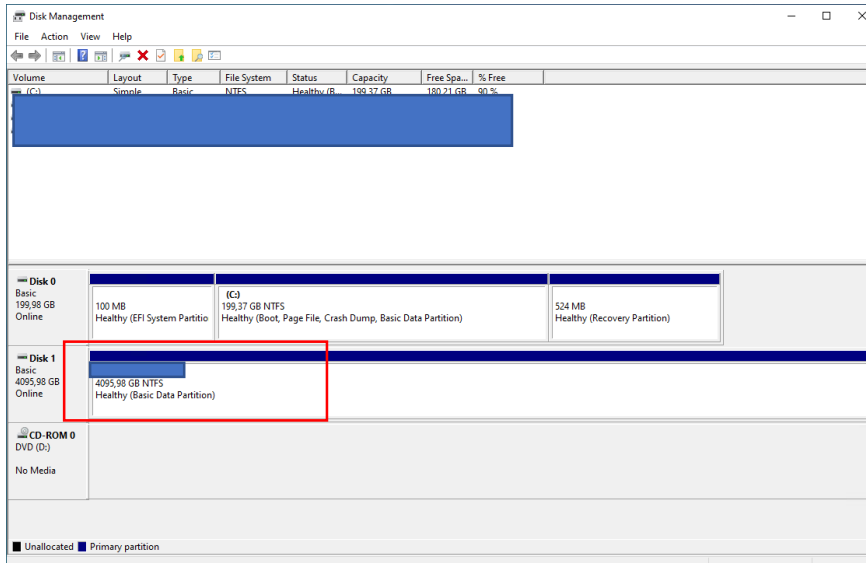 Disk Management
File Action View Help
Volume Layout Type File System Status Capacity Free Spa... % Free
(C:) Simple Basic NTFS Healthy (B... 199,37 GB 180,21 GB 90 %
Disk 0
Basic
199,98 GB
Online
100 MB
Healthy (EFI System Partitio
(C:)
199,37 GB NTFS
Healthy (Boot, Page File, Crash Dump, Basic Data Partition)
524 MB
Healthy (Recovery Partition)
Disk 1
Basic
4095,98 GB
Online
4095,98 GB NTFS
Healthy (Basic Data Partition)
CD-ROM 0
DVD (D:)
No Media
Unallocated Primary partition